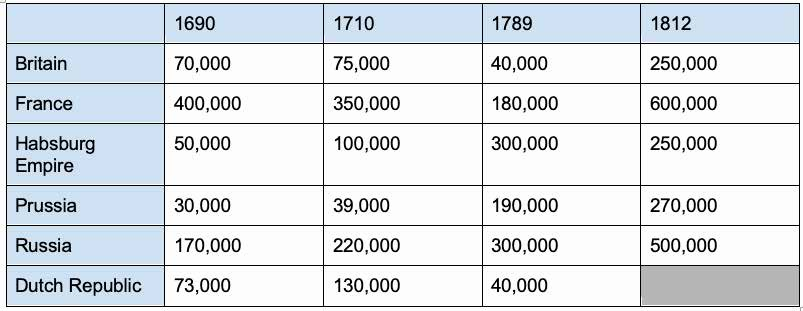 1690 1710 1789 1812
Britain 70,000 75,000 40,000 250,000
France 400,000 350,000 180,000 600,000
Habsburg
Empire 50,000 100,000 300,000 250,000
Prussia 30,000 39,000 190,000 270,000
Russia 170,000 220,000 300,000 500,000
Dutch Republic 73,000 130,000 40,000